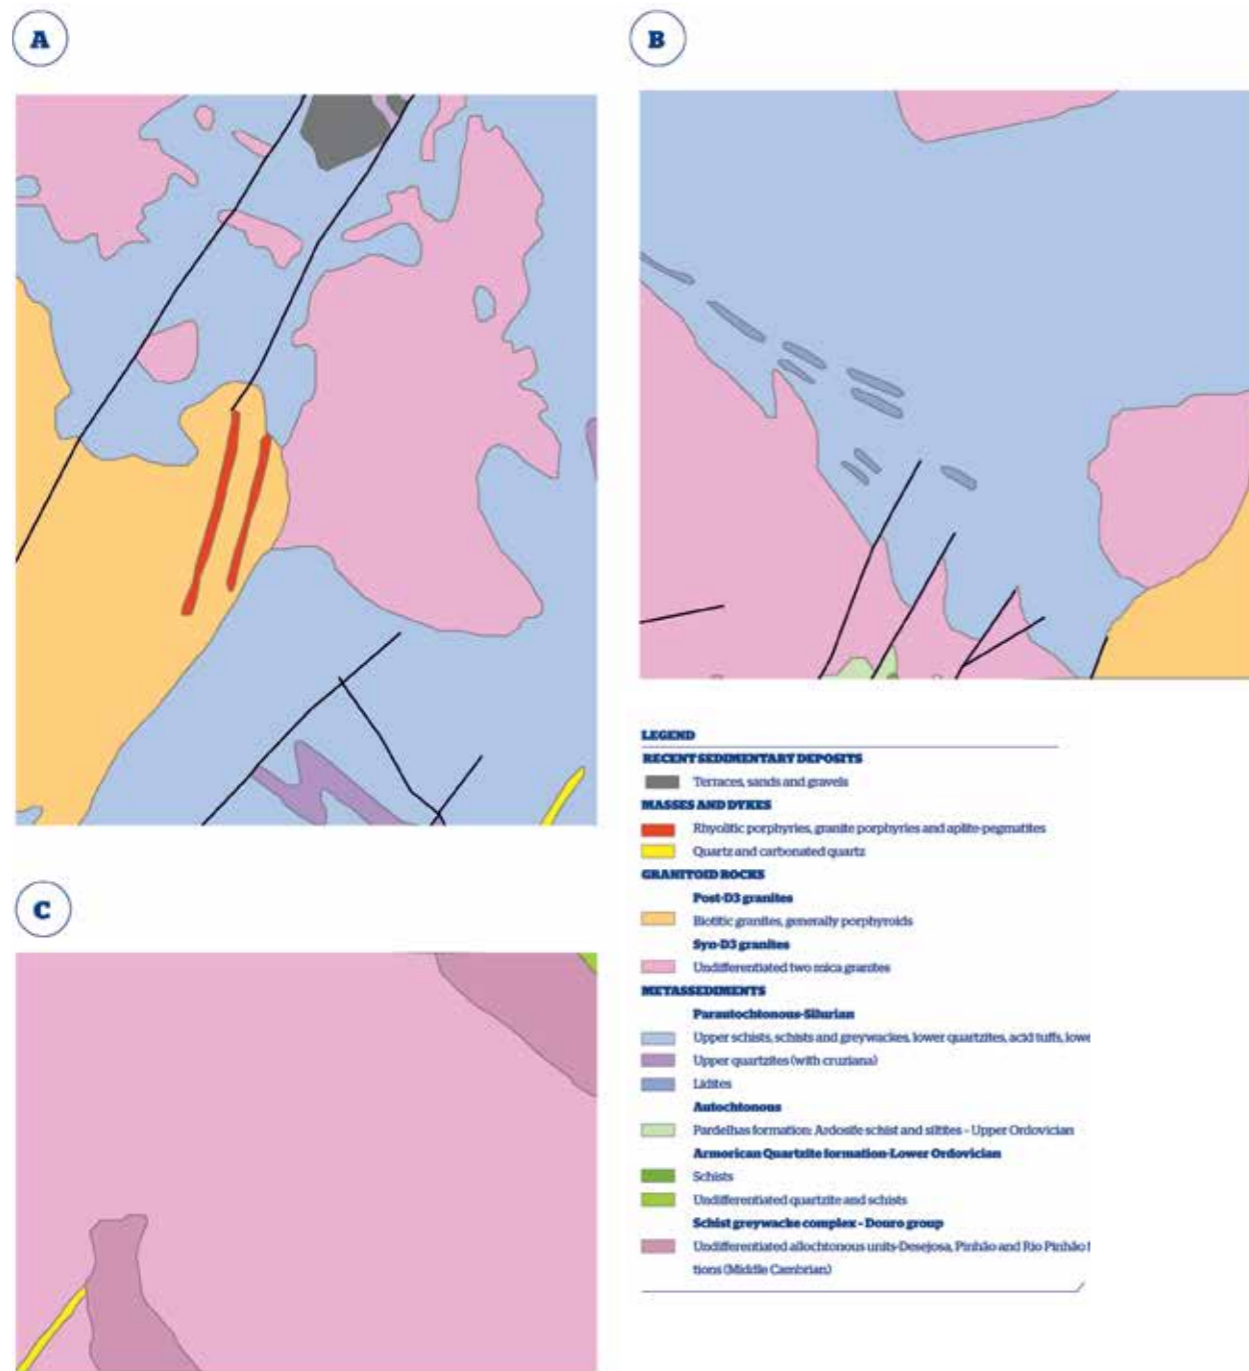 A
B
LEGEND
RECENT SEDIMENTARY DEPOSITS
Terraces, sands and gravels
MASSES AND DYKES
Rhyolitic porphyries, granite porphyries and aplite-pegmatites
Quartz and carbonated quartz
GRANITOID ROCKS
Post-D3 granites
Biotitic granites, generally porphyroids
Syn-D3 granites
Undifferentiated two mica granites
METASSEDIMENTS
Parautochtonous-Silurian
Upper schists, schists and greywackes, lower quartzites, acid tuffs, lowe
Upper quartzites (with cruziana)
Lidites
Autochtonous
Pardelhas formation: Ardosife schist and siltites - Upper Ordovician
Armorican Quartzite formation-Lower Ordovician
Schists
Undifferentiated quartzite and schists
Schist greywacke complex - Douro group
Undifferentiated allochtonous units-Desejosa, Pinhão and Rio Pinhão f
tions (Middle Cambrian)
C